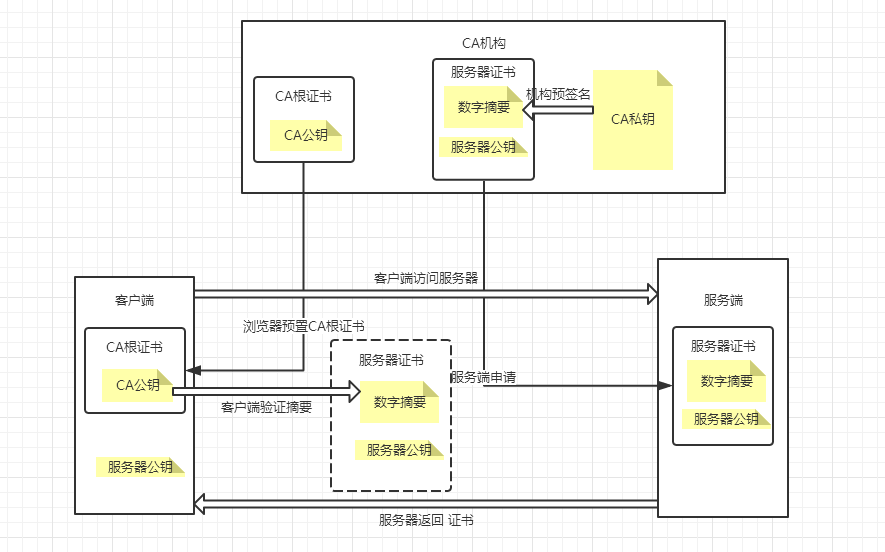 CA机构
服务器证书
CA根证书
机构预签名
数字摘要
CA私钥
CA公钥
服务器公钥
客户端访问服务器
客户端
服务端
浏览器预置CA根证书
CA根证书
服务器证书
服务器证书
服务端申请
CA公钥
数字摘要
客户端验证摘要
数字摘要
服务器公钥
服务器公钥
服务器公钥
服务器返回 证书